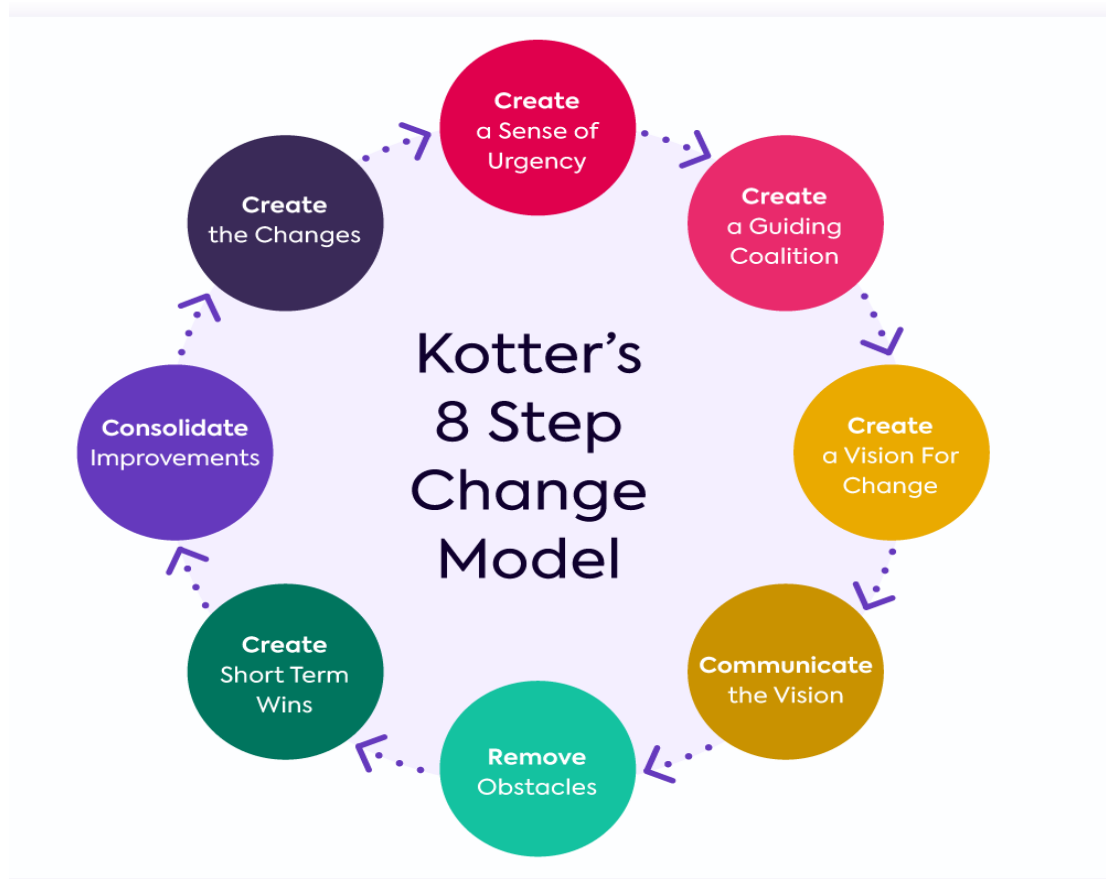 Kotter’s
8 Step
Change
Model
Create
a Sense of
Urgency
Create
a Guiding
Coalition
Create
a Vision For
Change
Communicate
the Vision
Remove
Obstacles
Create
Short Term
Wins
Consolidate
Improvements
Create
the Changes